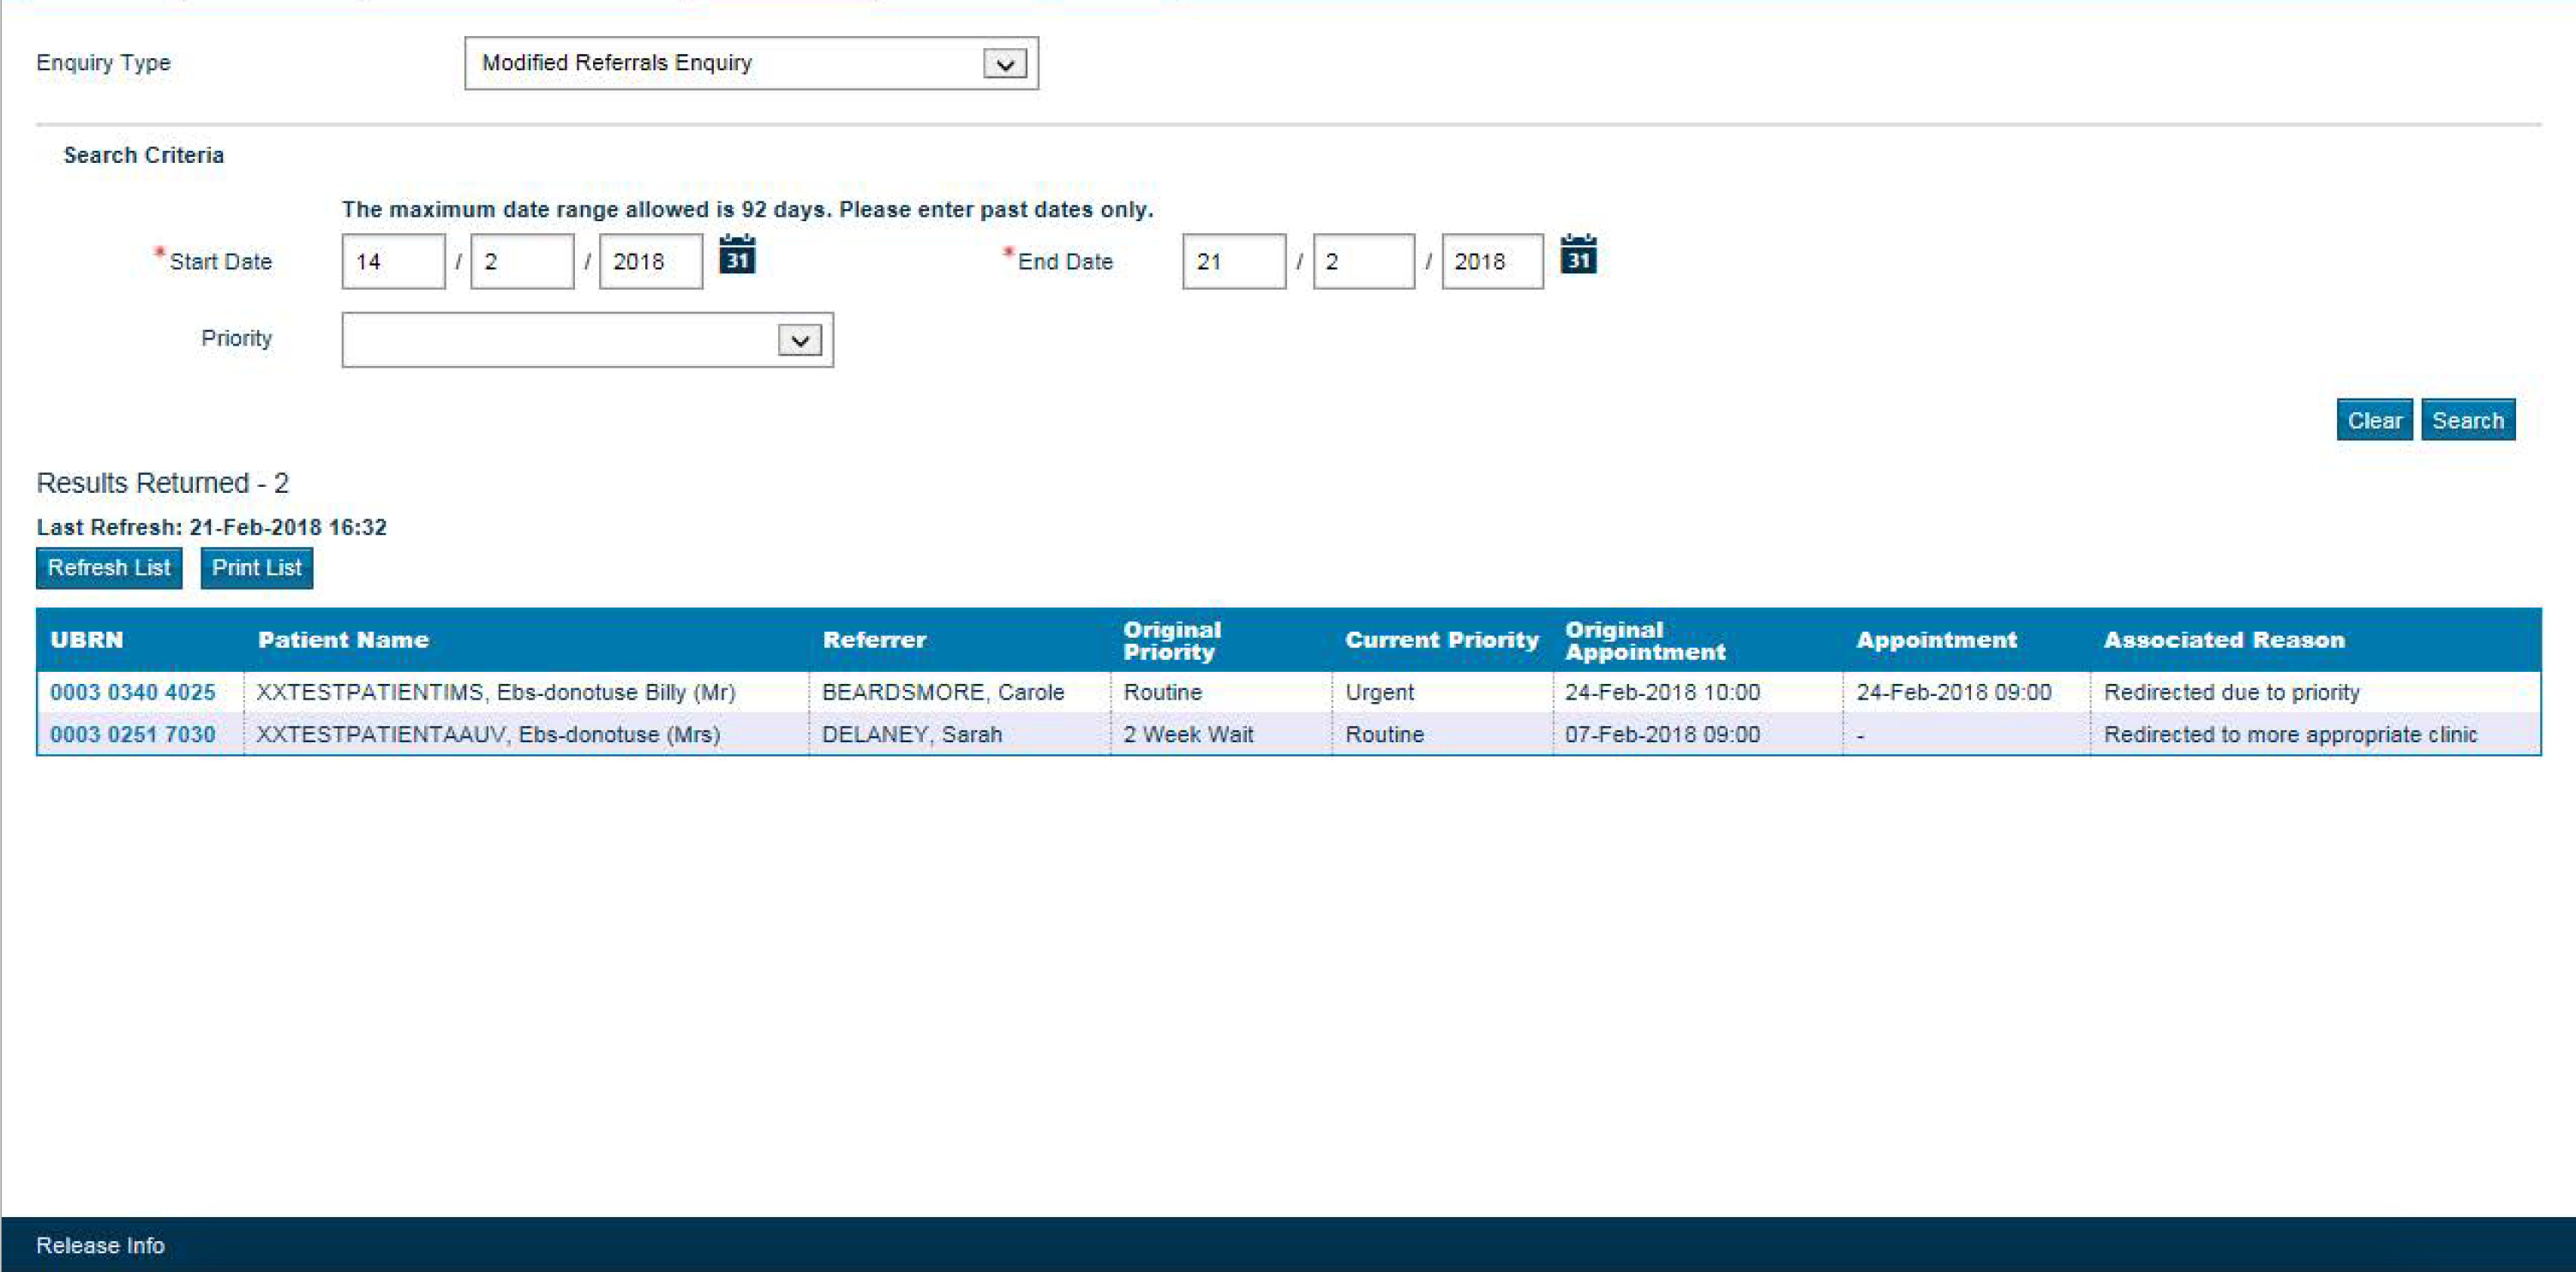 Enquiry Type Modified Referrals Enquiry
Search Criteria
The maximum date range allowed is 92 days. Please enter past dates only.
*Start Date 14 / 2 / 2018 31 *End Date 21 / 2 / 2018 31
Priority
Clear Search
Results Returned - 2
Last Refresh: 21-Feb-2018 16:32
Refresh List Print List
UBRN Patient Name Referrer Original Priority Current Priority Original Appointment Appointment Associated Reason
0003 0340 4025 XXTESTPATIENTIMS, Ebs-donotuse Billy (Mr) BEARDSMORE, Carole Routine Urgent 24-Feb-2018 10:00 24-Feb-2018 09:00 Redirected due to priority
0003 0251 7030 XXTESTPATIENTAAUV, Ebs-donotuse (Mrs) DELANEY, Sarah 2 Week Wait Routine 07-Feb-2018 09:00 - Redirected to more appropriate clinic
Release Info